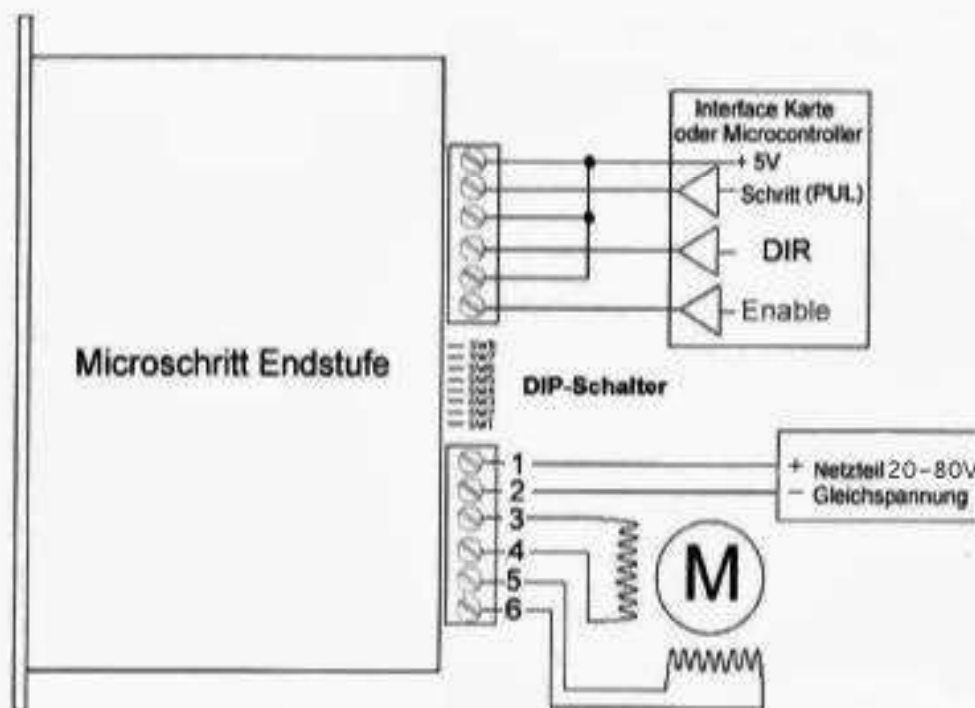 Interface Karte
oder Microcontroller
+ 5V
Schritt (PUL)
DIR
Enable
Microschritt Endstufe
DIP-Schalter
1
2
3
4
5
6
+ Netzteil 20-80V
− Gleichspannung
M